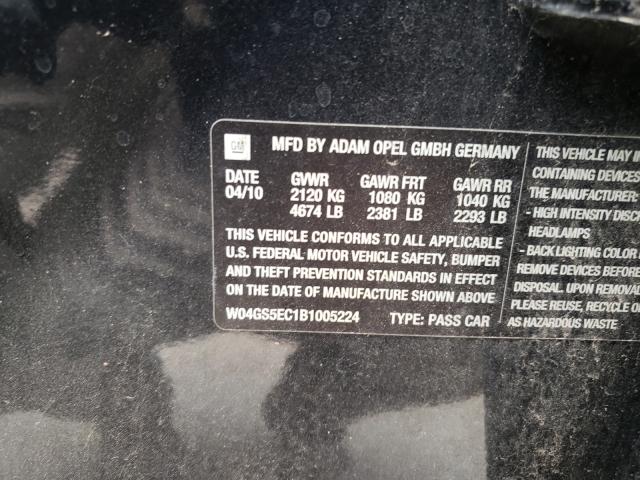 GM
MFD BY ADAM OPEL GMBH GERMANY
DATE GVWR GAWR FRT GAWR RR
04/10 2120 KG 1080 KG 1040 KG
4674 LB 2381 LB 2293 LB
THIS VEHICLE CONFORMS TO ALL APPLICABLE
U.S. FEDERAL MOTOR VEHICLE SAFETY, BUMPER
AND THEFT PREVENTION STANDARDS IN EFFECT
ON THE DATE OF MANUFACTURE SHOWN ABOVE
W04GS5EC1B1005224 TYPE: PASS CAR
THIS VEHICLE MAY IN
CONTAINING DEVICES
THE MANUFACTURER:
- HIGH INTENSITY DISC
HEADLAMPS
- BACK LIGHTING COLOR
REMOVE DEVICES BEFORE
DISPOSAL. UPON REMOVAL
PLEASE REUSE, RECYCLE O
AS HAZARDOUS WASTE